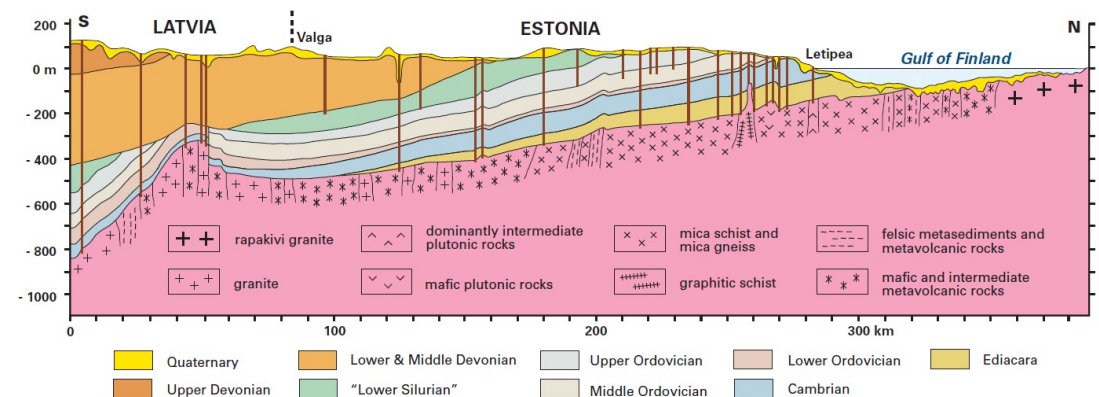 S
LATVIA
ESTONIA
N
Valga
Letipea
Gulf of Finland
200
0 m
- 200
- 400
- 600
- 800
- 1000
rapakivi granite
granite
dominantly intermediate
plutonic rocks
mafic plutonic rocks
mica schist and
mica gneiss
graphitic schist
felsic metasediments and
metavolcanic rocks
mafic and intermediate
metavolcanic rocks
0
100
200
300 km
Quaternary
Upper Devonian
Lower & Middle Devonian
"Lower Silurian"
Upper Ordovician
Middle Ordovician
Lower Ordovician
Cambrian
Ediacara